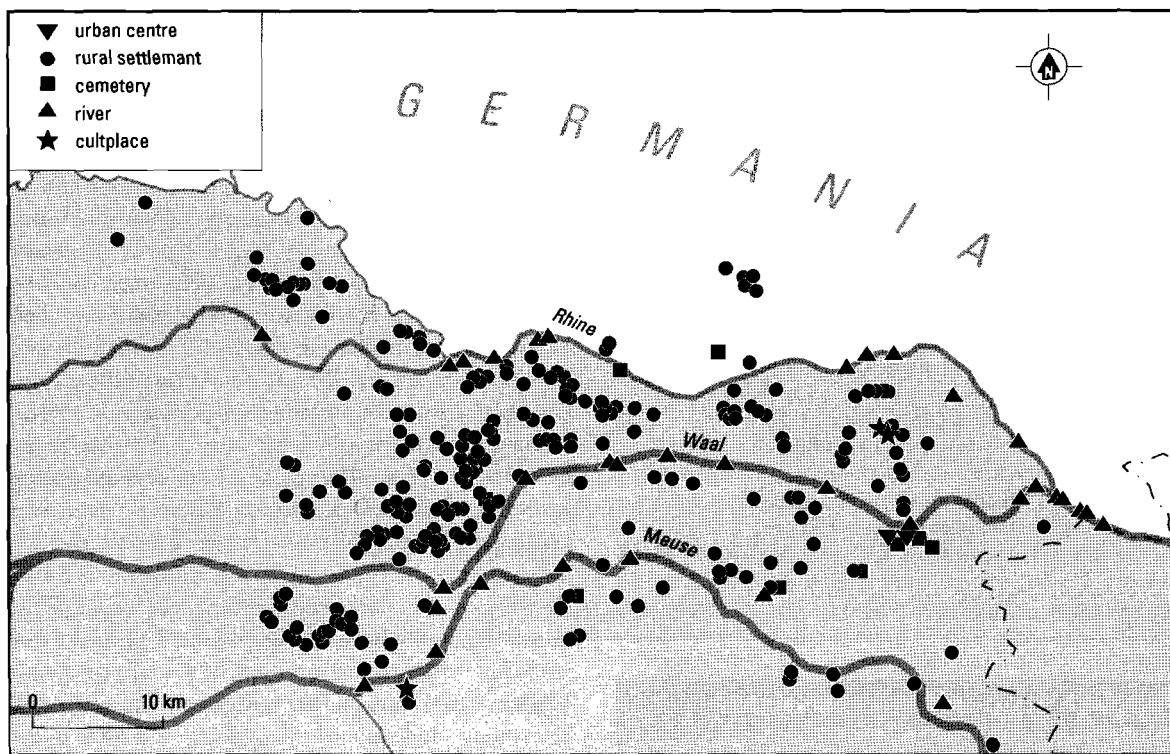 urban centre
rural settlemant
cemetery
river
cultplace
N
GERMANIA
Rhine
Waal
Meuse
0 10 km